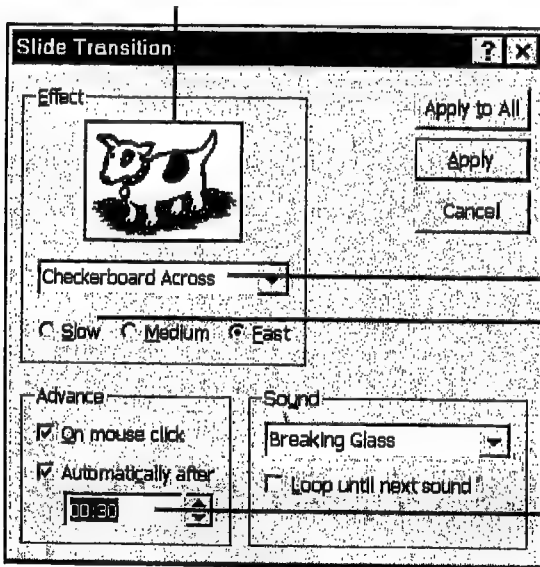 Slide Transition ? ×
Effect
Apply to All
Apply
Cancel
Checkerboard Across
Slow Medium Fast
Advance
On mouse click
Automatically after
00:30
Sound
Breaking Glass
Loop until next sound